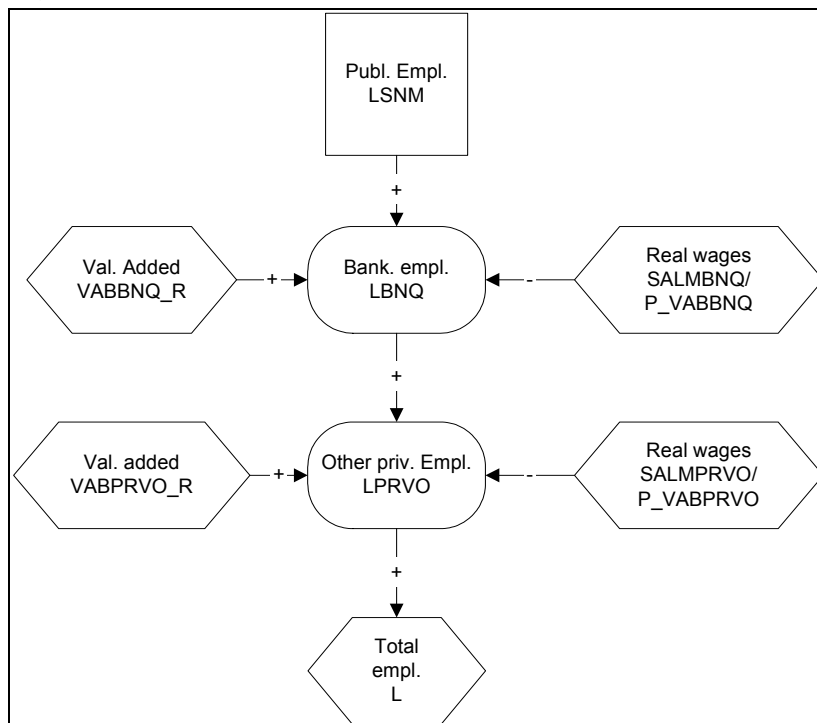 Publ. Empl.
LSNM
+
Val. Added
VABBNQ_R
+
Bank. empl.
LBNQ
-
Real wages
SALMBNQ/
P_VABBNQ
+
Val. added
VABPRVO_R
+
Other priv. Empl.
LPRVO
-
Real wages
SALMPRVO/
P_VABPRVO
+
Total
empl.
L